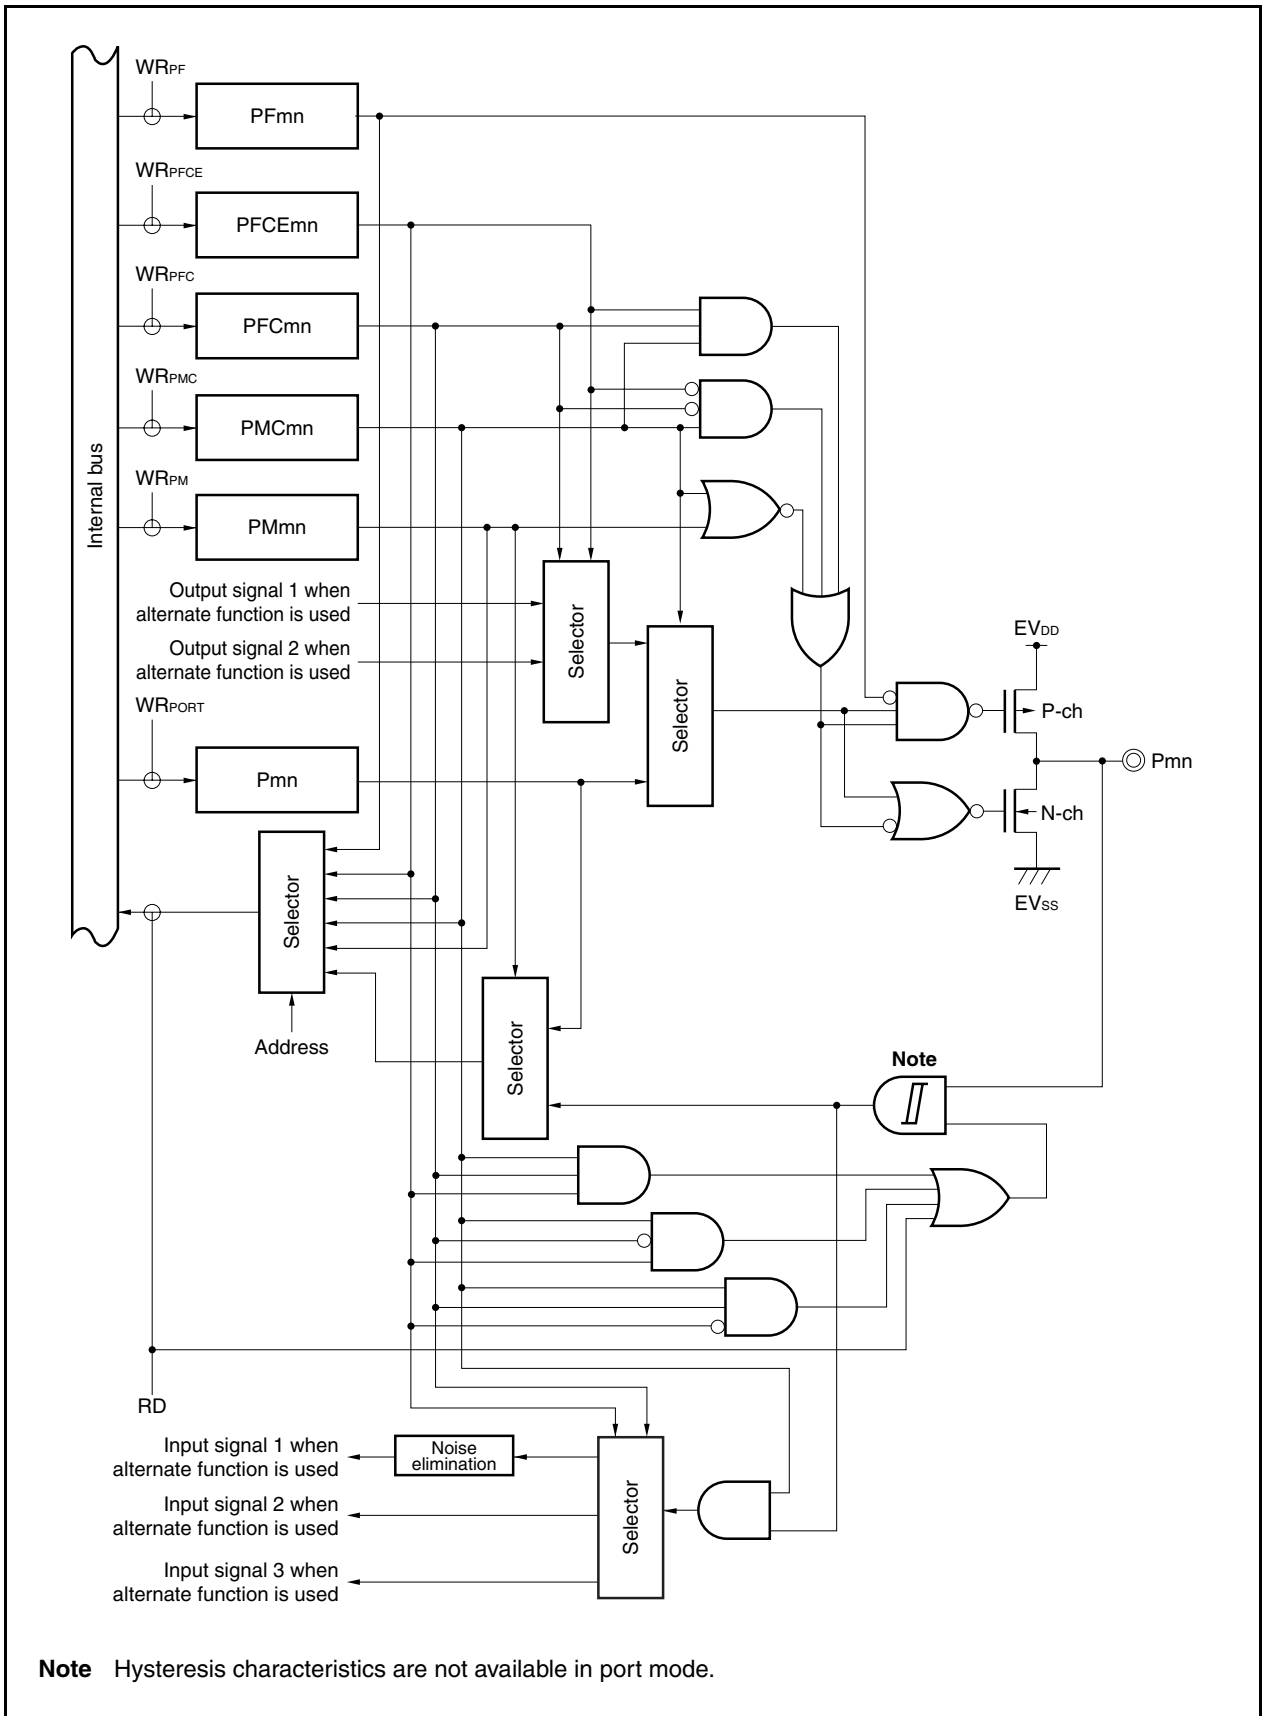 WRPF
PFmn
WRPFCE
PFCEmn
WRPFC
PFCmn
WRPMC
PMCmn
Internal bus
WRPM
PMmn
Output signal 1 when
alternate function is used
Output signal 2 when
alternate function is used
Selector
Selector
EVDD
P-ch
Pmn
N-ch
EVSS
WRPORT
Pmn
Selector
Address
Selector
Note
RD
Input signal 1 when
alternate function is used
Noise
elimination
Input signal 2 when
alternate function is used
Input signal 3 when
alternate function is used
Selector
Note Hysteresis characteristics are not available in port mode.